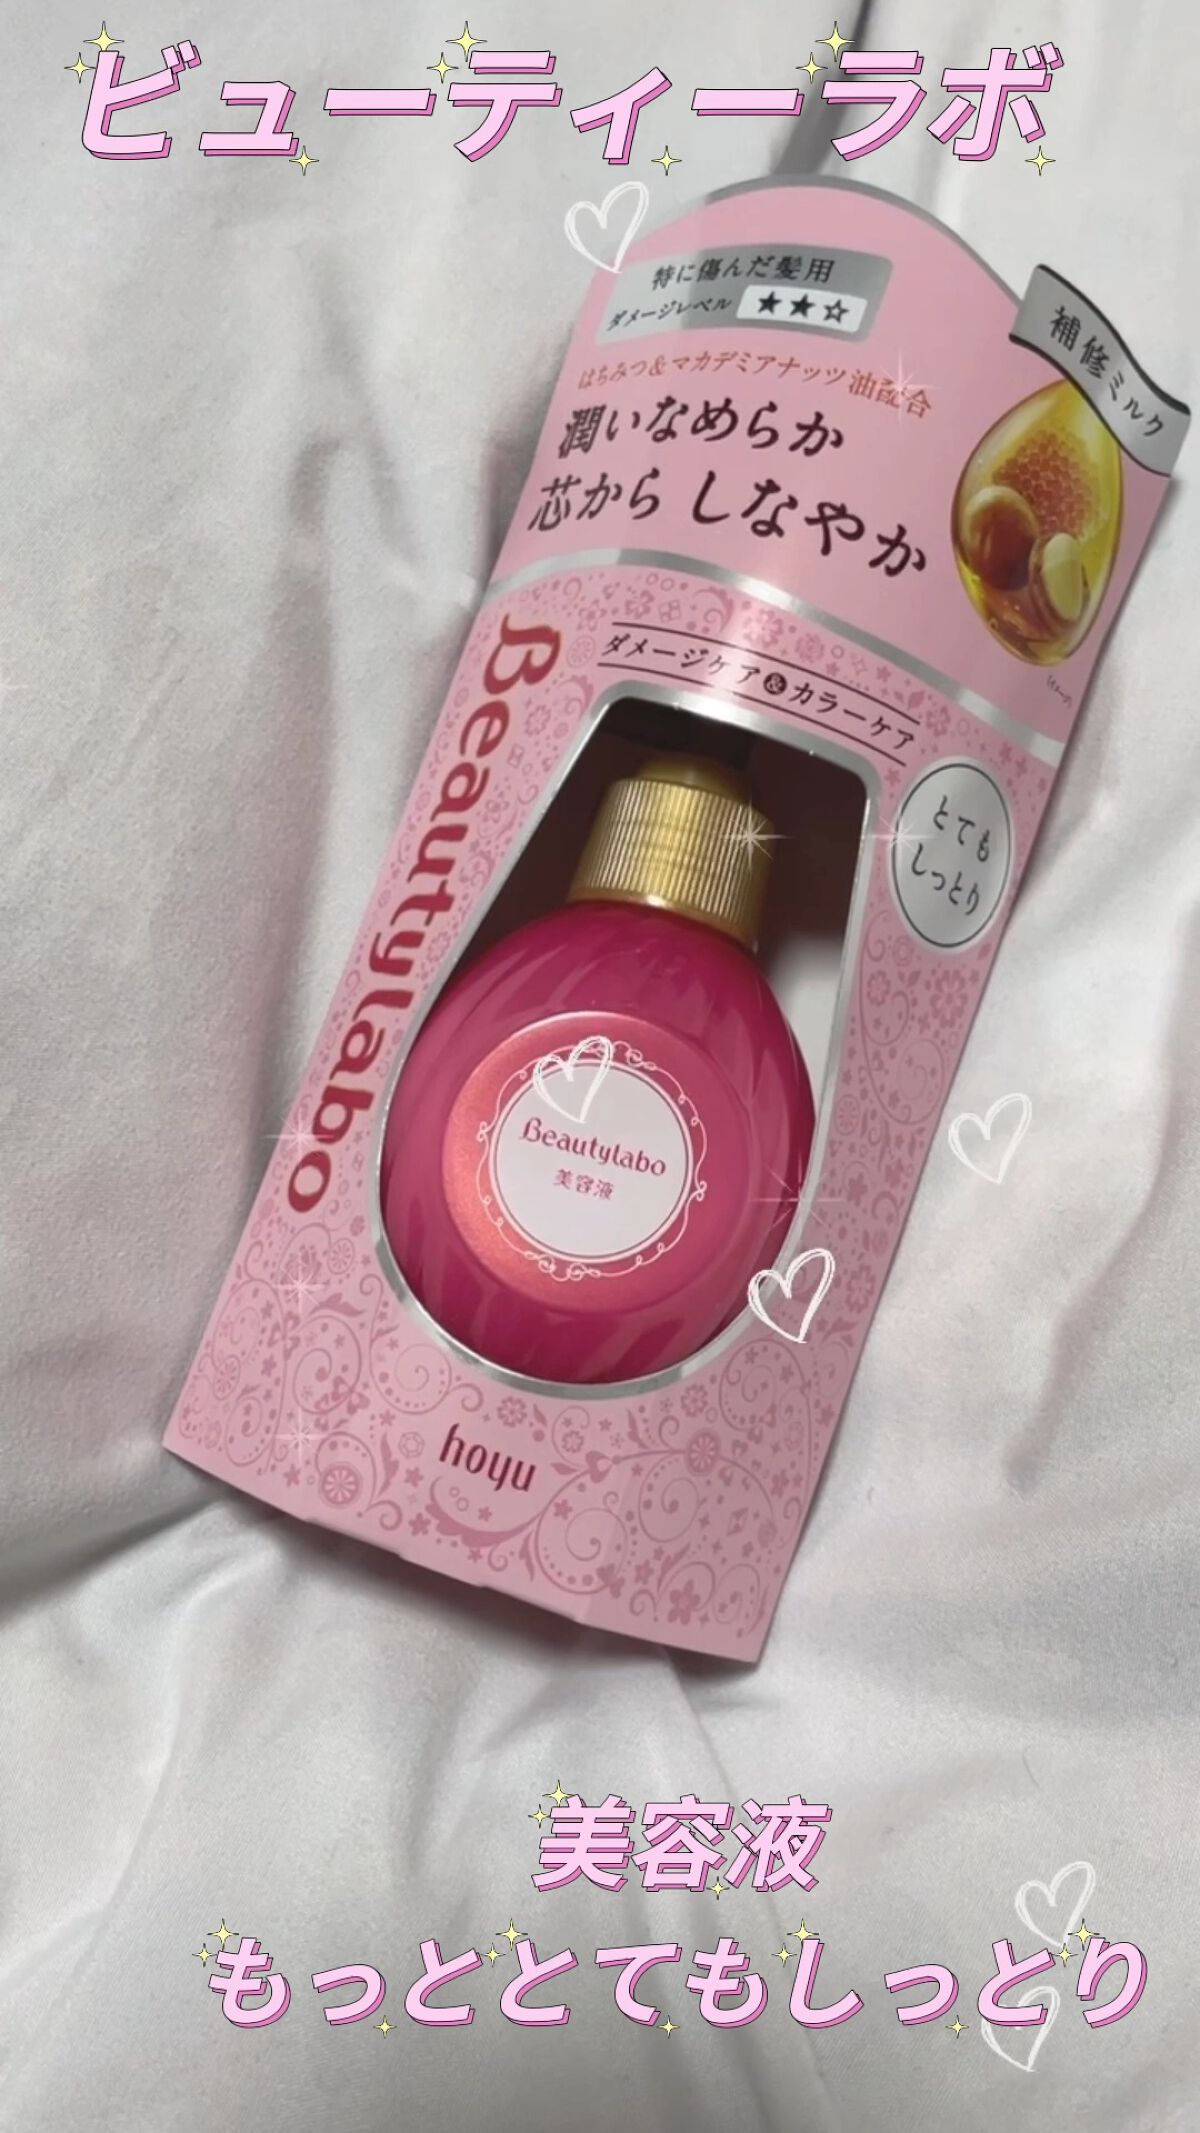 ビューティーラボ
特に傷んだ髪用
ダメージレベル ★★☆
補修ミルク
はちみつ&マカデミアナッツ油配合
潤いなめらか
芯からしなやか
(イメージ)
ダメージケア&カラーケア
とても
しっとり
Beautylabo
Beautylabo
美容液
hoyu
美容液
もっととてもしっとり